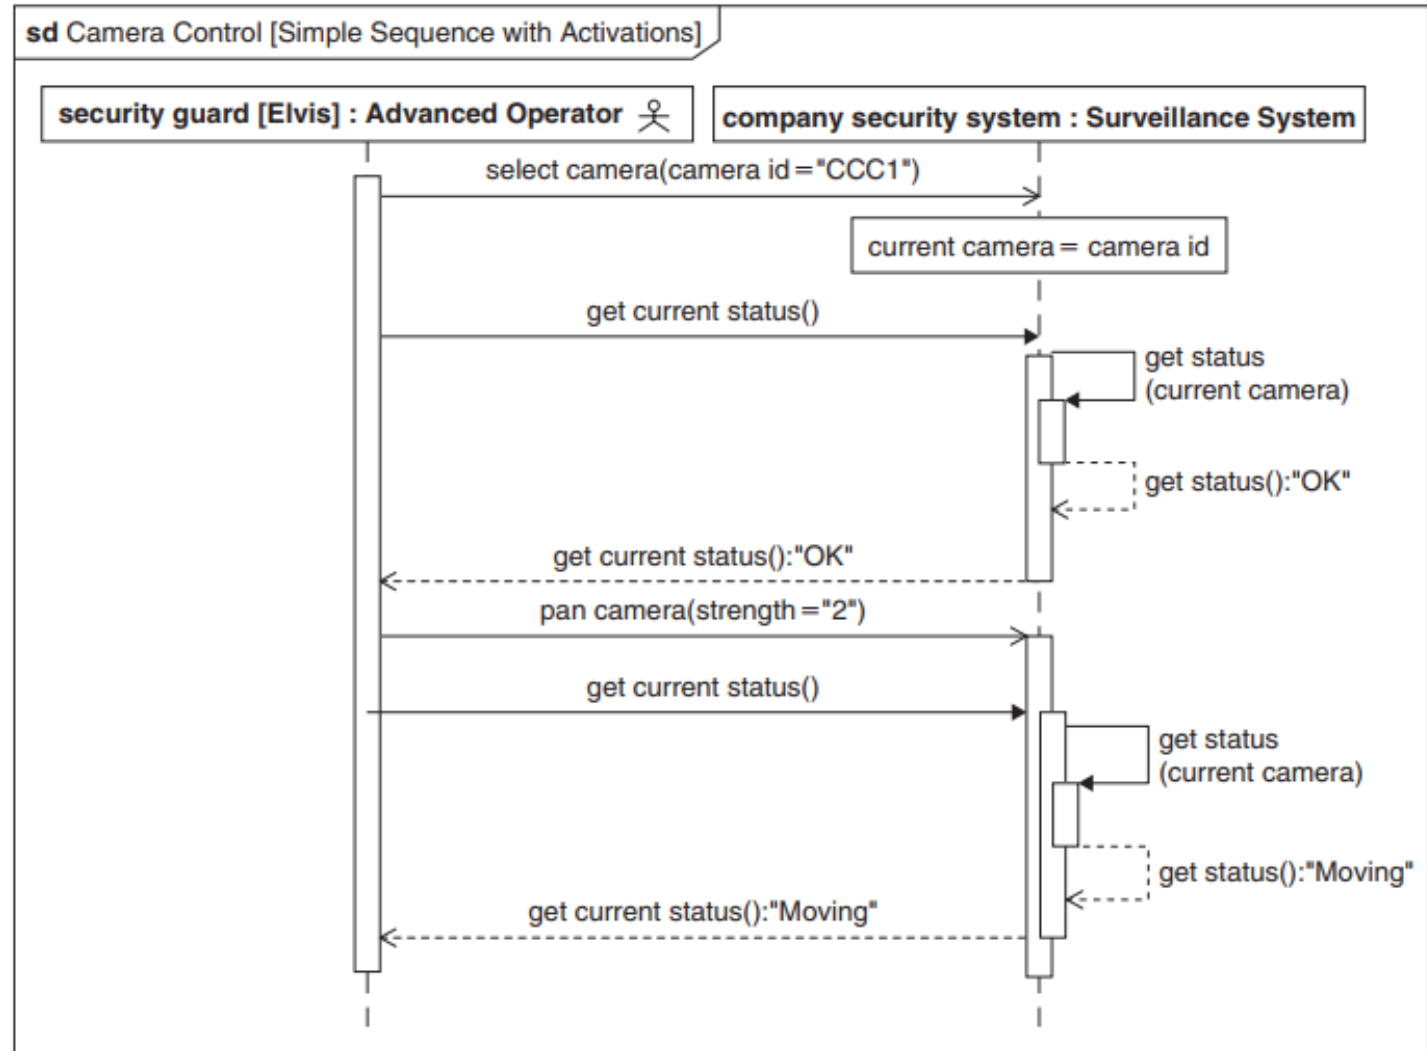 sd Camera Control [Simple Sequence with Activations]
security guard [Elvis] : Advanced Operator
company security system : Surveillance System
select camera(camera id="CCC1")
current camera= camera id
get current status()
get status
(current camera)
get status():"OK"
get current status():"OK"
pan camera(strength="2")
get current status()
get status
(current camera)
get status():"Moving"
get current status():"Moving"